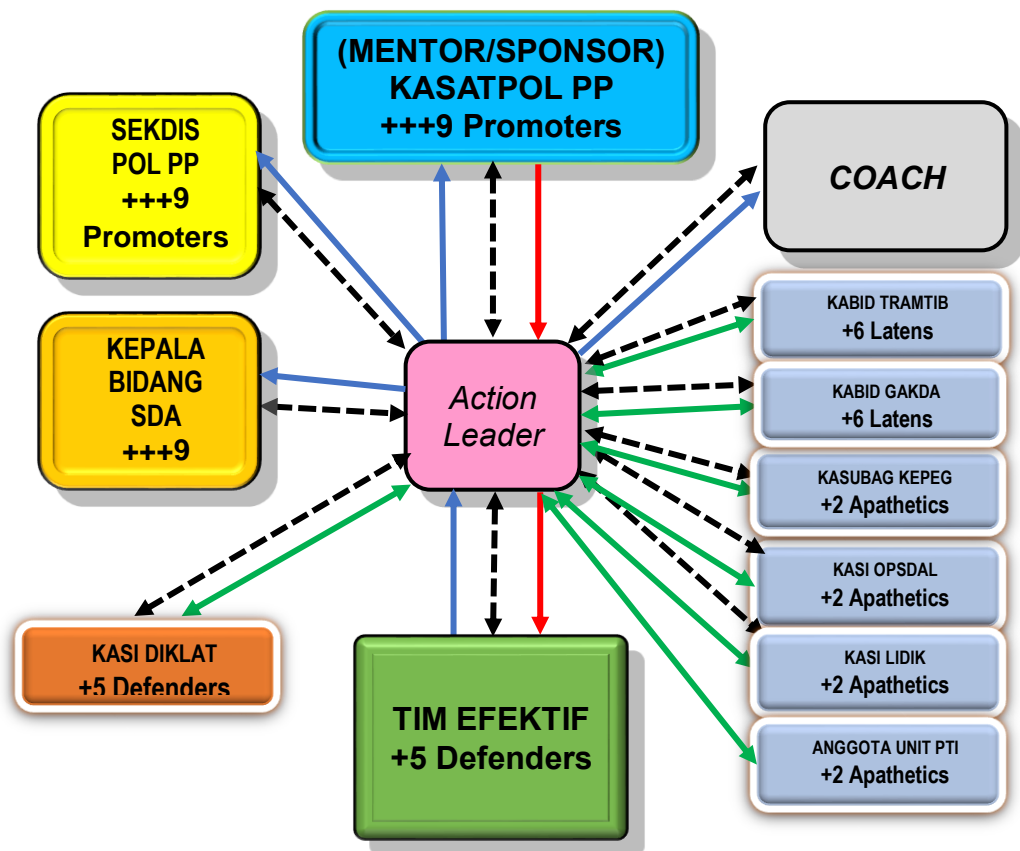 (MENTOR/SPONSOR)
KASATPOL PP
+++9 Promoters
SEKDIS
POL PP
+++9
Promoters
COACH
KEPALA
BIDANG
SDA
+++9
Action
Leader
KABID TRAMTIB
+6 Latens
KABID GAKDA
+6 Latens
KASUBAG KEPEG
+2 Apathetics
KASI OPSDAL
+2 Apathetics
KASI LIDIK
+2 Apathetics
ANGGOTA UNIT PTI
+2 Apathetics
KASI DIKLAT
+5 Defenders
TIM EFEKTIF
+5 Defenders